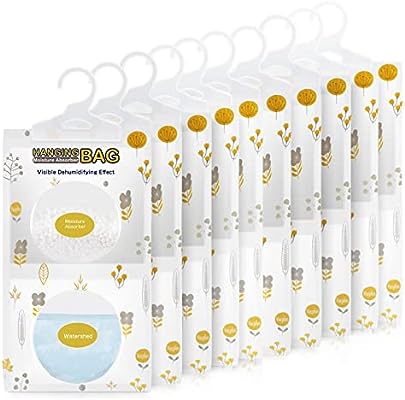 HANGING BAG
Moisture Absorber
Visible Dehumidifying Effect
Moisture
Absorber
Watershed